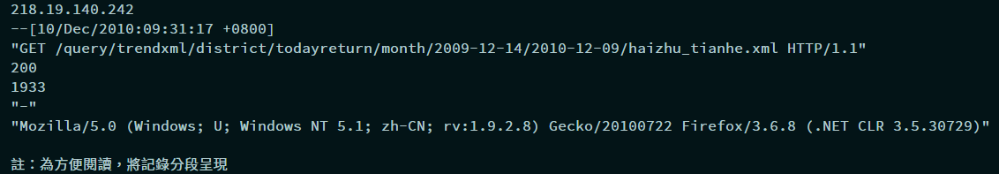 218.19.140.242
--[10/Dec/2010:09:31:17 +0800]
"GET /query/trendxml/district/todayreturn/month/2009-12-14/2010-12-09/haizhu_tianhe.xml HTTP/1.1"
200
1933
"-"
"Mozilla/5.0 (Windows; U; Windows NT 5.1; zh-CN; rv:1.9.2.8) Gecko/20100722 Firefox/3.6.8 (.NET CLR 3.5.30729)"
註：為方便閱讀，將記錄分段呈現